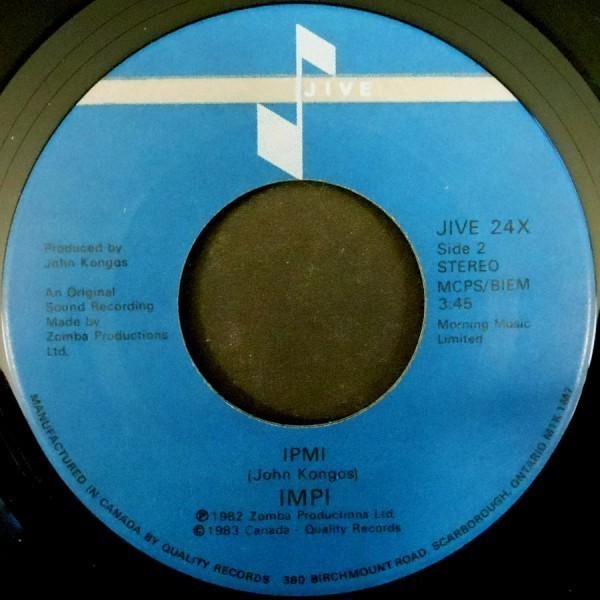 JIVE
Produced by
John Kongos
An Original
Sound Recording
Made by
Zomba Productions
Ltd.
JIVE 24X
Side 2
STEREO
MCPS/BIEM
3:45
Morning Music
Limited
IPMI
(John Kongos)
IMPI
℗ 1982 Zomba Productions Ltd.
© 1983 Canada - Quality Records
MANUFACTURED IN CANADA BY QUALITY RECORDS 380 BIRCHMOUNT ROAD, SCARBOROUGH, ONTARIO M1K 1M7